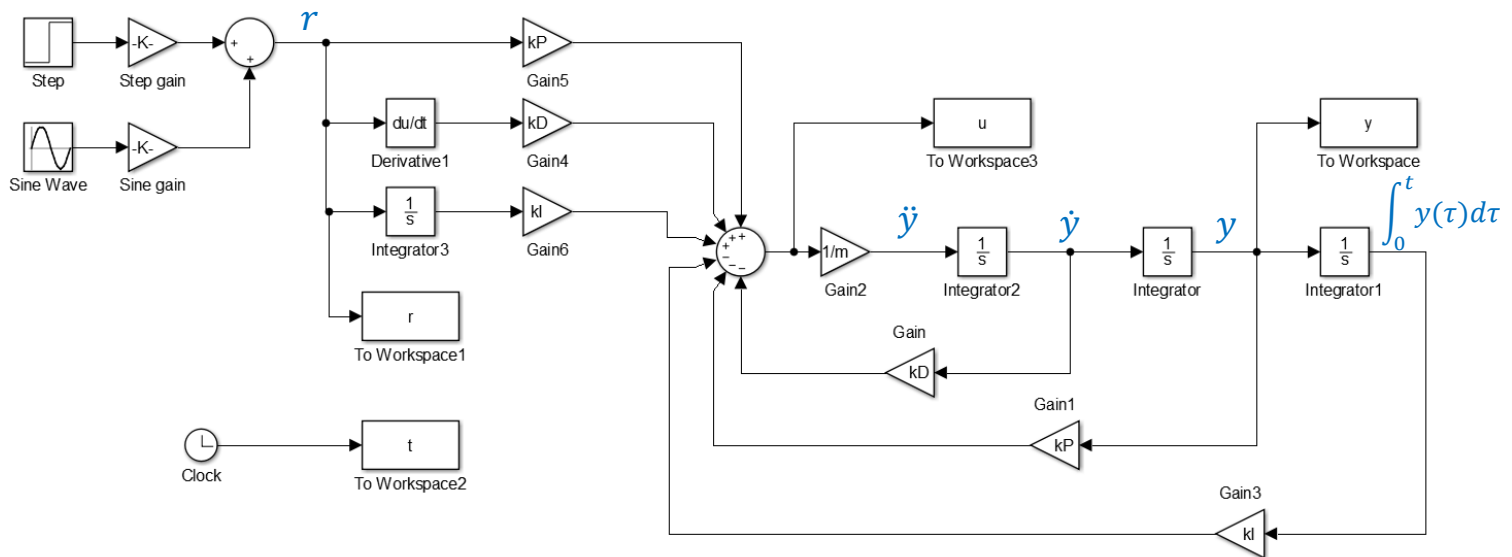 r
-K-
+
+
kP
Step
Step gain
Gain5
du/dt
kD
u
y
Derivative1
Gain4
To Workspace3
To Workspace
-K-
Sine Wave
Sine gain
1/s
kI
Integrator3
Gain6
+
+
+
−
−
−
1/m
Gain2
ÿ
1/s
Integrator2
ẏ
1/s
Integrator
y
1/s
Integrator1
∫₀ᵗ y(τ)dτ
r
To Workspace1
Gain
kD
Gain1
kP
Clock
t
To Workspace2
Gain3
kI